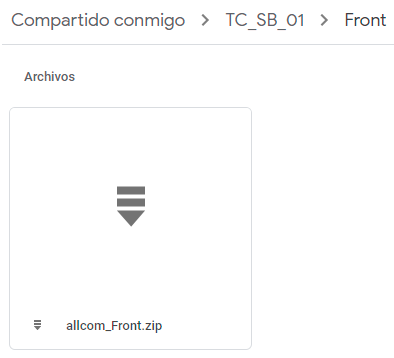 Compartido conmigo > TC_SB_01 > Front
Archivos
allcom_Front.zip